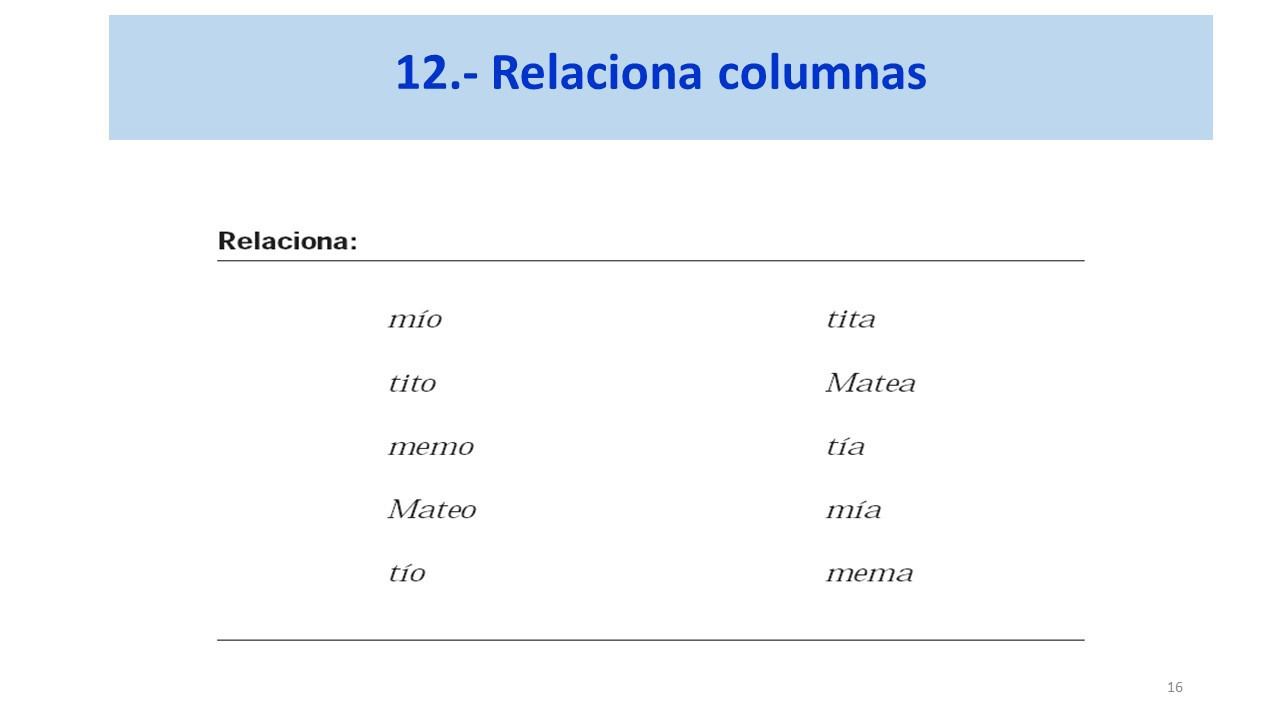 12.- Relaciona columnas
Relaciona:
mío tita
tito Matea
memo tía
Mateo mía
tío mema
16